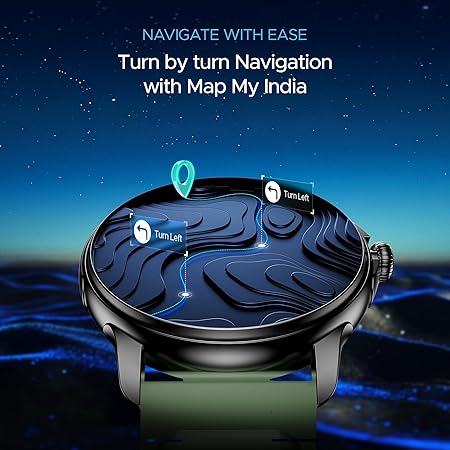 NAVIGATE WITH EASE
Turn by turn Navigation
with Map My India
Turn Left
Turn Left